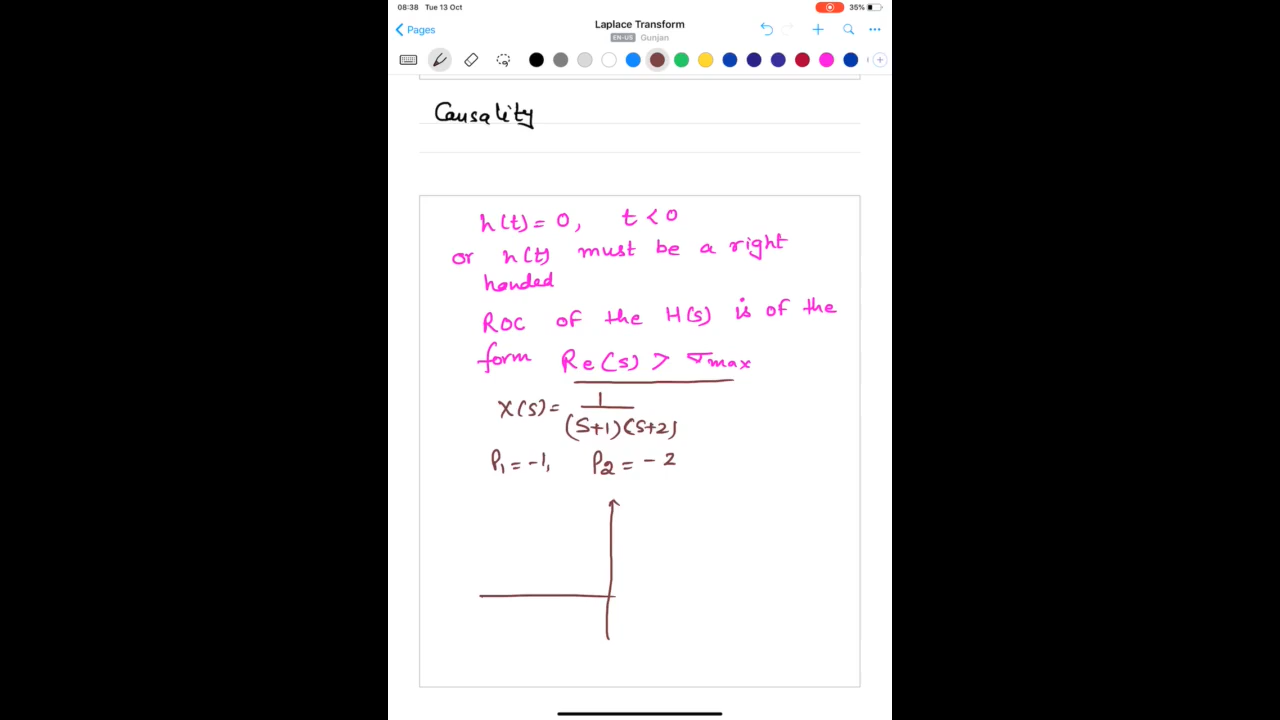 08:38 Tue 13 Oct
35%
Pages
Laplace Transform
EN-US Gunjan
Causality
h(t) = 0, t < 0
or h(t) must be a right
handed
ROC of the H(s) is of the
form Re(s) > σmax
X(s) = 1/(s+1)(s+2)
P1 = -1, P2 = -2